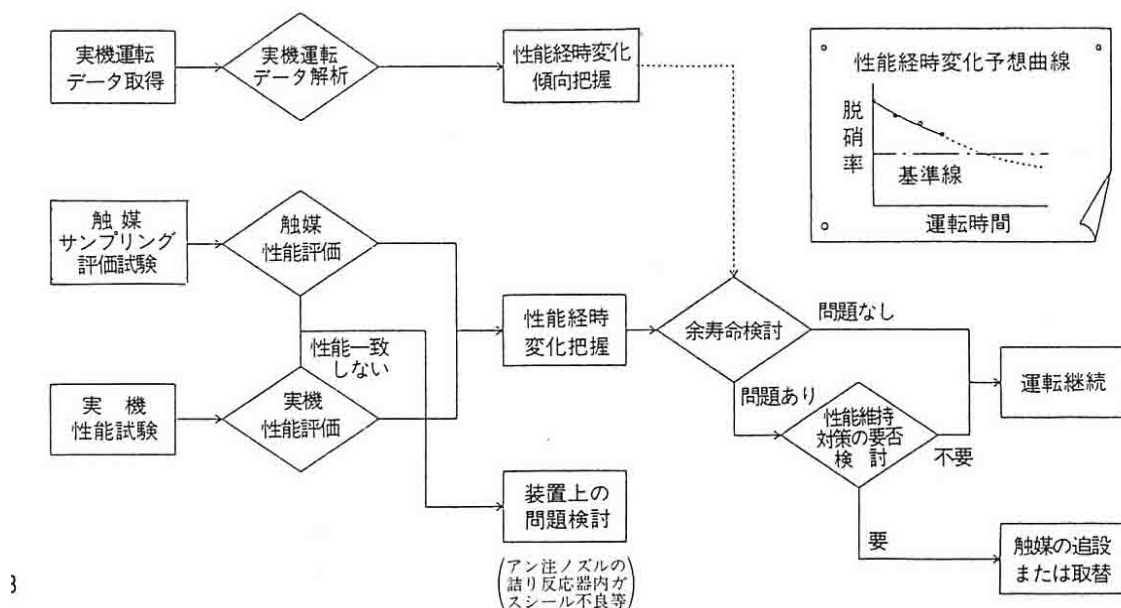 実機運転
データ取得
実機運転
データ解析
性能経時変化
傾向把握
性能経時変化予想曲線
脱硝率
基準線
運転時間
触媒
サンプリング
評価試験
触媒
性能評価
性能一致
しない
実機
性能試験
実機
性能評価
性能経時
変化把握
装置上の
問題検討
(アン注ノズルの
詰り反応器内ガ
スシール不良等)
余寿命検討
問題なし
問題あり
性能維持
対策の要否
検討
不要
要
運転継続
触媒の追設
または取替
3